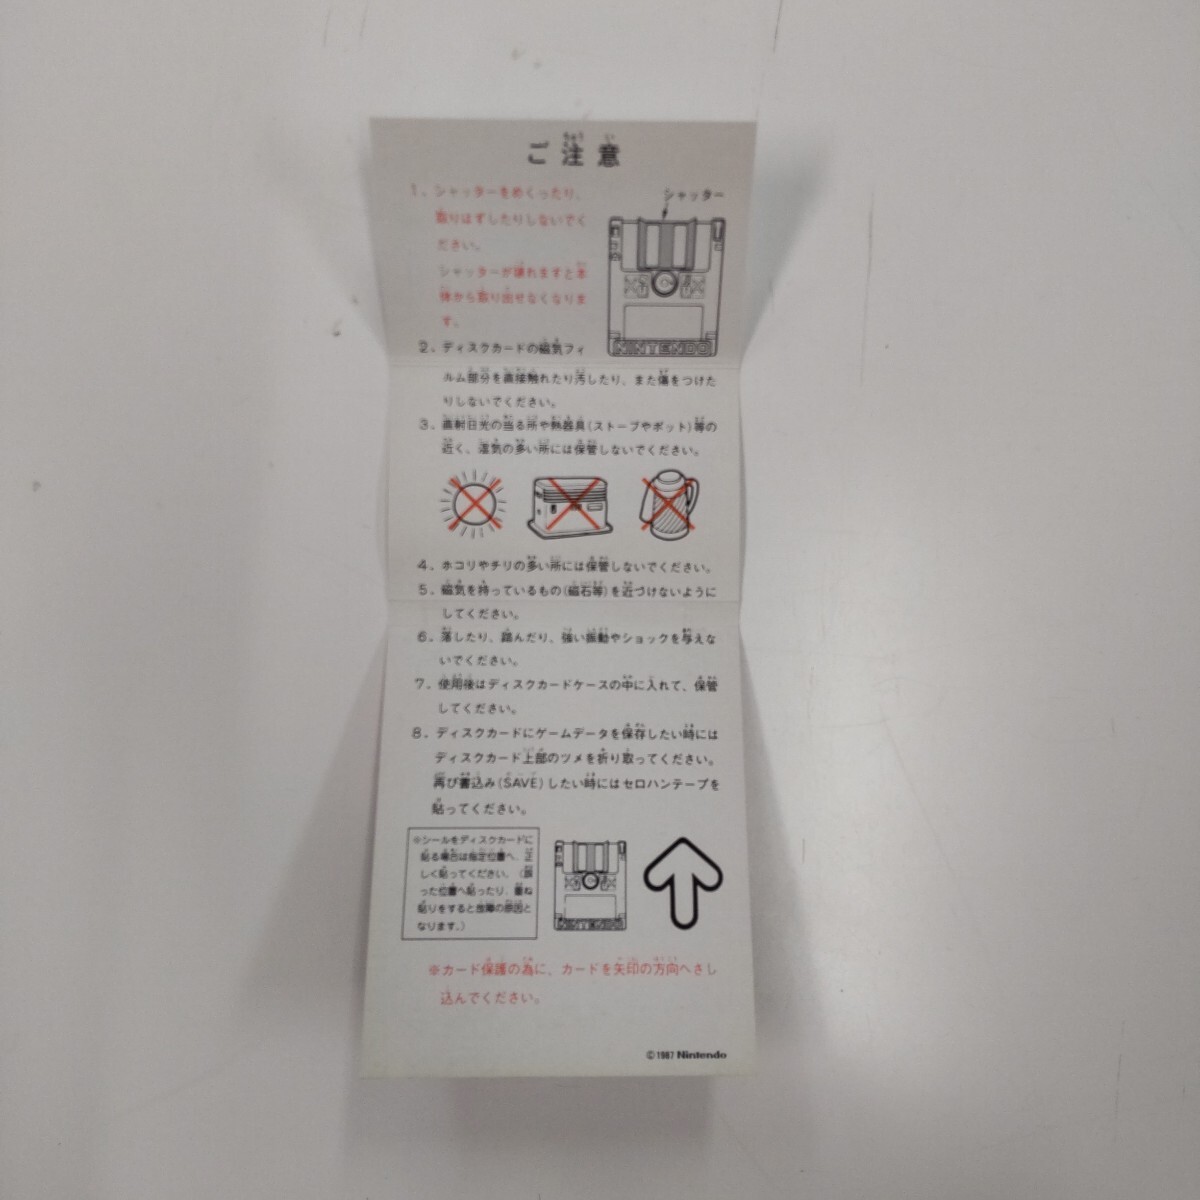 ご注意
1. シャッターをめくったり、
取りはずしたりしないでく
ださい。
シャッターが壊れますと本
体から取り出せなくなりま
す。
シャッター
NINTENDO
2. ディスクカードの磁気フィ
ルム部分を直接触れたり汚したり、また傷をつけた
りしないでください。
3. 直射日光の当る所や熱器具(ストーブやポット)等の
近く、湿気の多い所には保管しないでください。
4. ホコリやチリの多い所には保管しないでください。
5. 磁気を持っているもの(磁石等)を近づけないように
してください。
6. 落したり、踏んだり、強い振動やショックを与えな
いでください。
7. 使用後はディスクカードケースの中に入れて、保管
してください。
8. ディスクカードにゲームデータを保存したい時には
ディスクカード上部のツメを折り取ってください。
再び書込み(SAVE)したい時にはセロハンテープを
貼ってください。
※シールをディスクカードに
貼る場合は指定位置へ、正
しく貼ってください。(誤
った位置へ貼ったり、重ね
貼りをすると故障の原因と
なります。)
NINTENDO
※カード保護の為に、カードを矢印の方向へさし
込んでください。
©1987 Nintendo